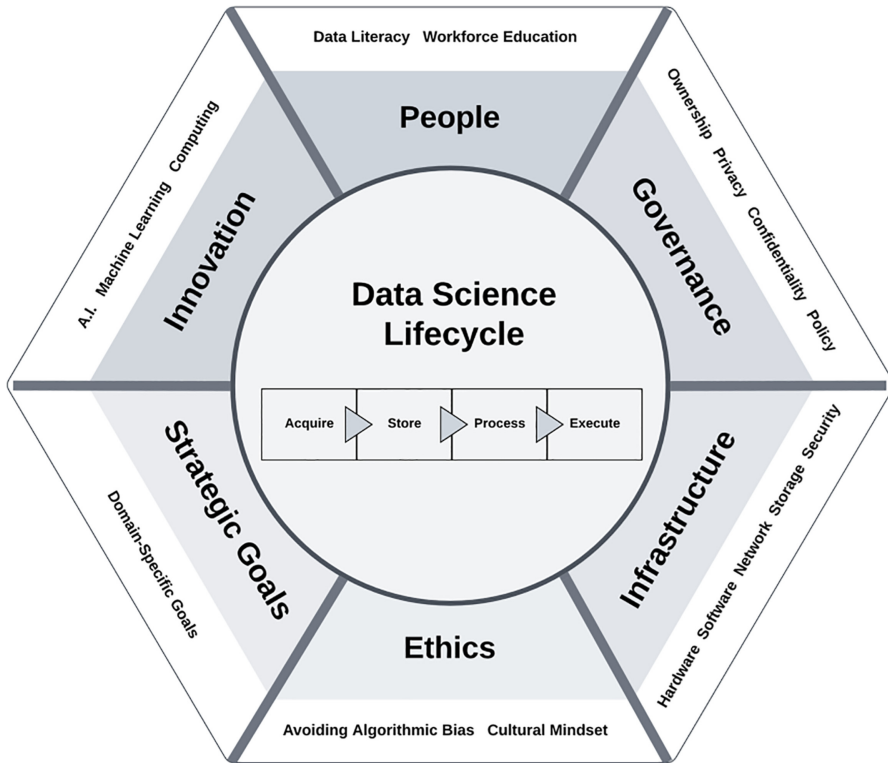 Data Literacy Workforce Education
People
Ownership Privacy Confidentiality Policy
Governance
A.I. Machine Learning Computing
Innovation
Data Science
Lifecycle
Acquire Store Process Execute
Strategic Goals
Domain-Specific Goals
Infrastructure
Hardware Software Network Storage Security
Ethics
Avoiding Algorithmic Bias Cultural Mindset